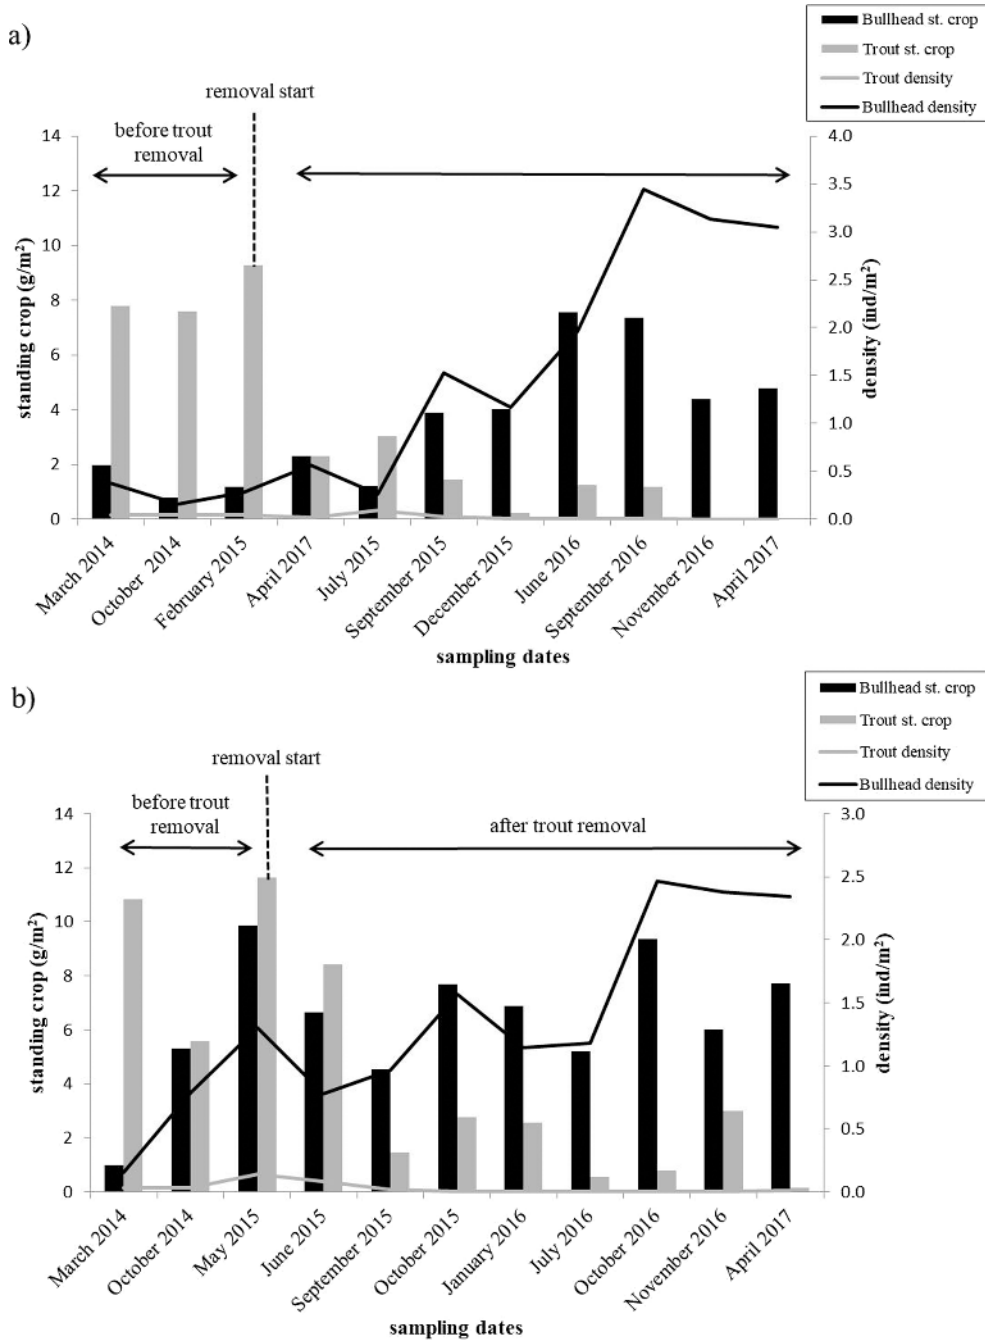 a)
Bullhead st. crop
Trout st. crop
Trout density
Bullhead density
removal start
before trout
removal
14
12
10
8
6
4
2
0
standing crop (g/m²)
4.0
3.5
3.0
2.5
2.0
1.5
1.0
0.5
0.0
density (ind/m²)
March 2014
October 2014
February 2015
April 2017
July 2015
September 2015
December 2015
June 2016
September 2016
November 2016
April 2017
sampling dates
b)
Bullhead st. crop
Trout st. crop
Trout density
Bullhead density
removal start
before trout
removal
after trout removal
14
12
10
8
6
4
2
0
standing crop (g/m²)
3.0
2.5
2.0
1.5
1.0
0.5
0.0
density (ind/m²)
March 2014
October 2014
May 2015
June 2015
September 2015
October 2015
January 2016
July 2016
October 2016
November 2016
April 2017
sampling dates